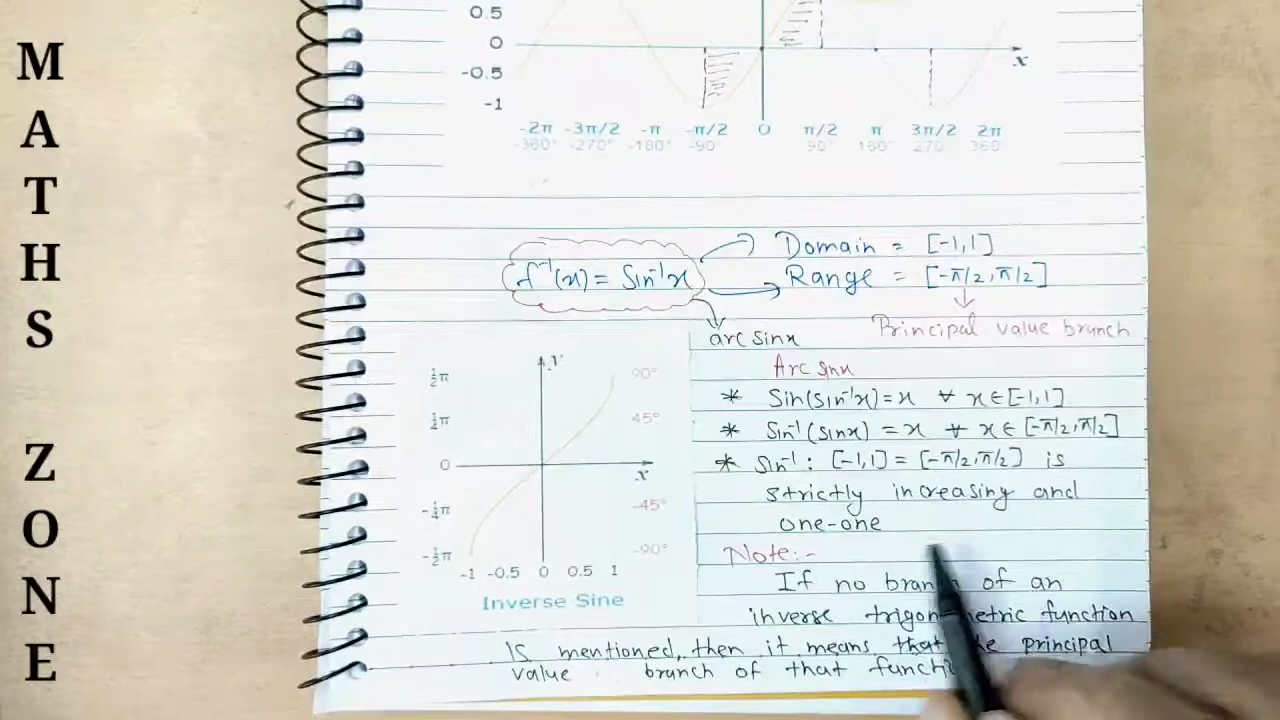 MATHS ZONE
0.5
0
-0.5
-1
x
-2π -3π/2 -π -π/2 0 π/2 π 3π/2 2π
-360° -270° -180° -90° 90° 180° 270° 360°
f⁻¹(x) = Sin⁻¹x
Domain = [-1,1]
Range = [-π/2, π/2]
Principal value branch
arc sinx
Arc sinx
* Sin(sin⁻¹x) = x ∀ x ∈ [-1,1]
* Sin⁻¹(sinx) = x ∀ x ∈ [-π/2, π/2]
* Sin⁻¹ : [-1,1] = [-π/2, π/2] is
strictly increasing and
one-one
Note:-
If no branch of an
inverse trigonometric function
is mentioned, then it means that the principal
value branch of that
y
½π 90°
½π 45°
0 x
-¼π -45°
-½π -90°
-1 -0.5 0 0.5 1
Inverse Sine